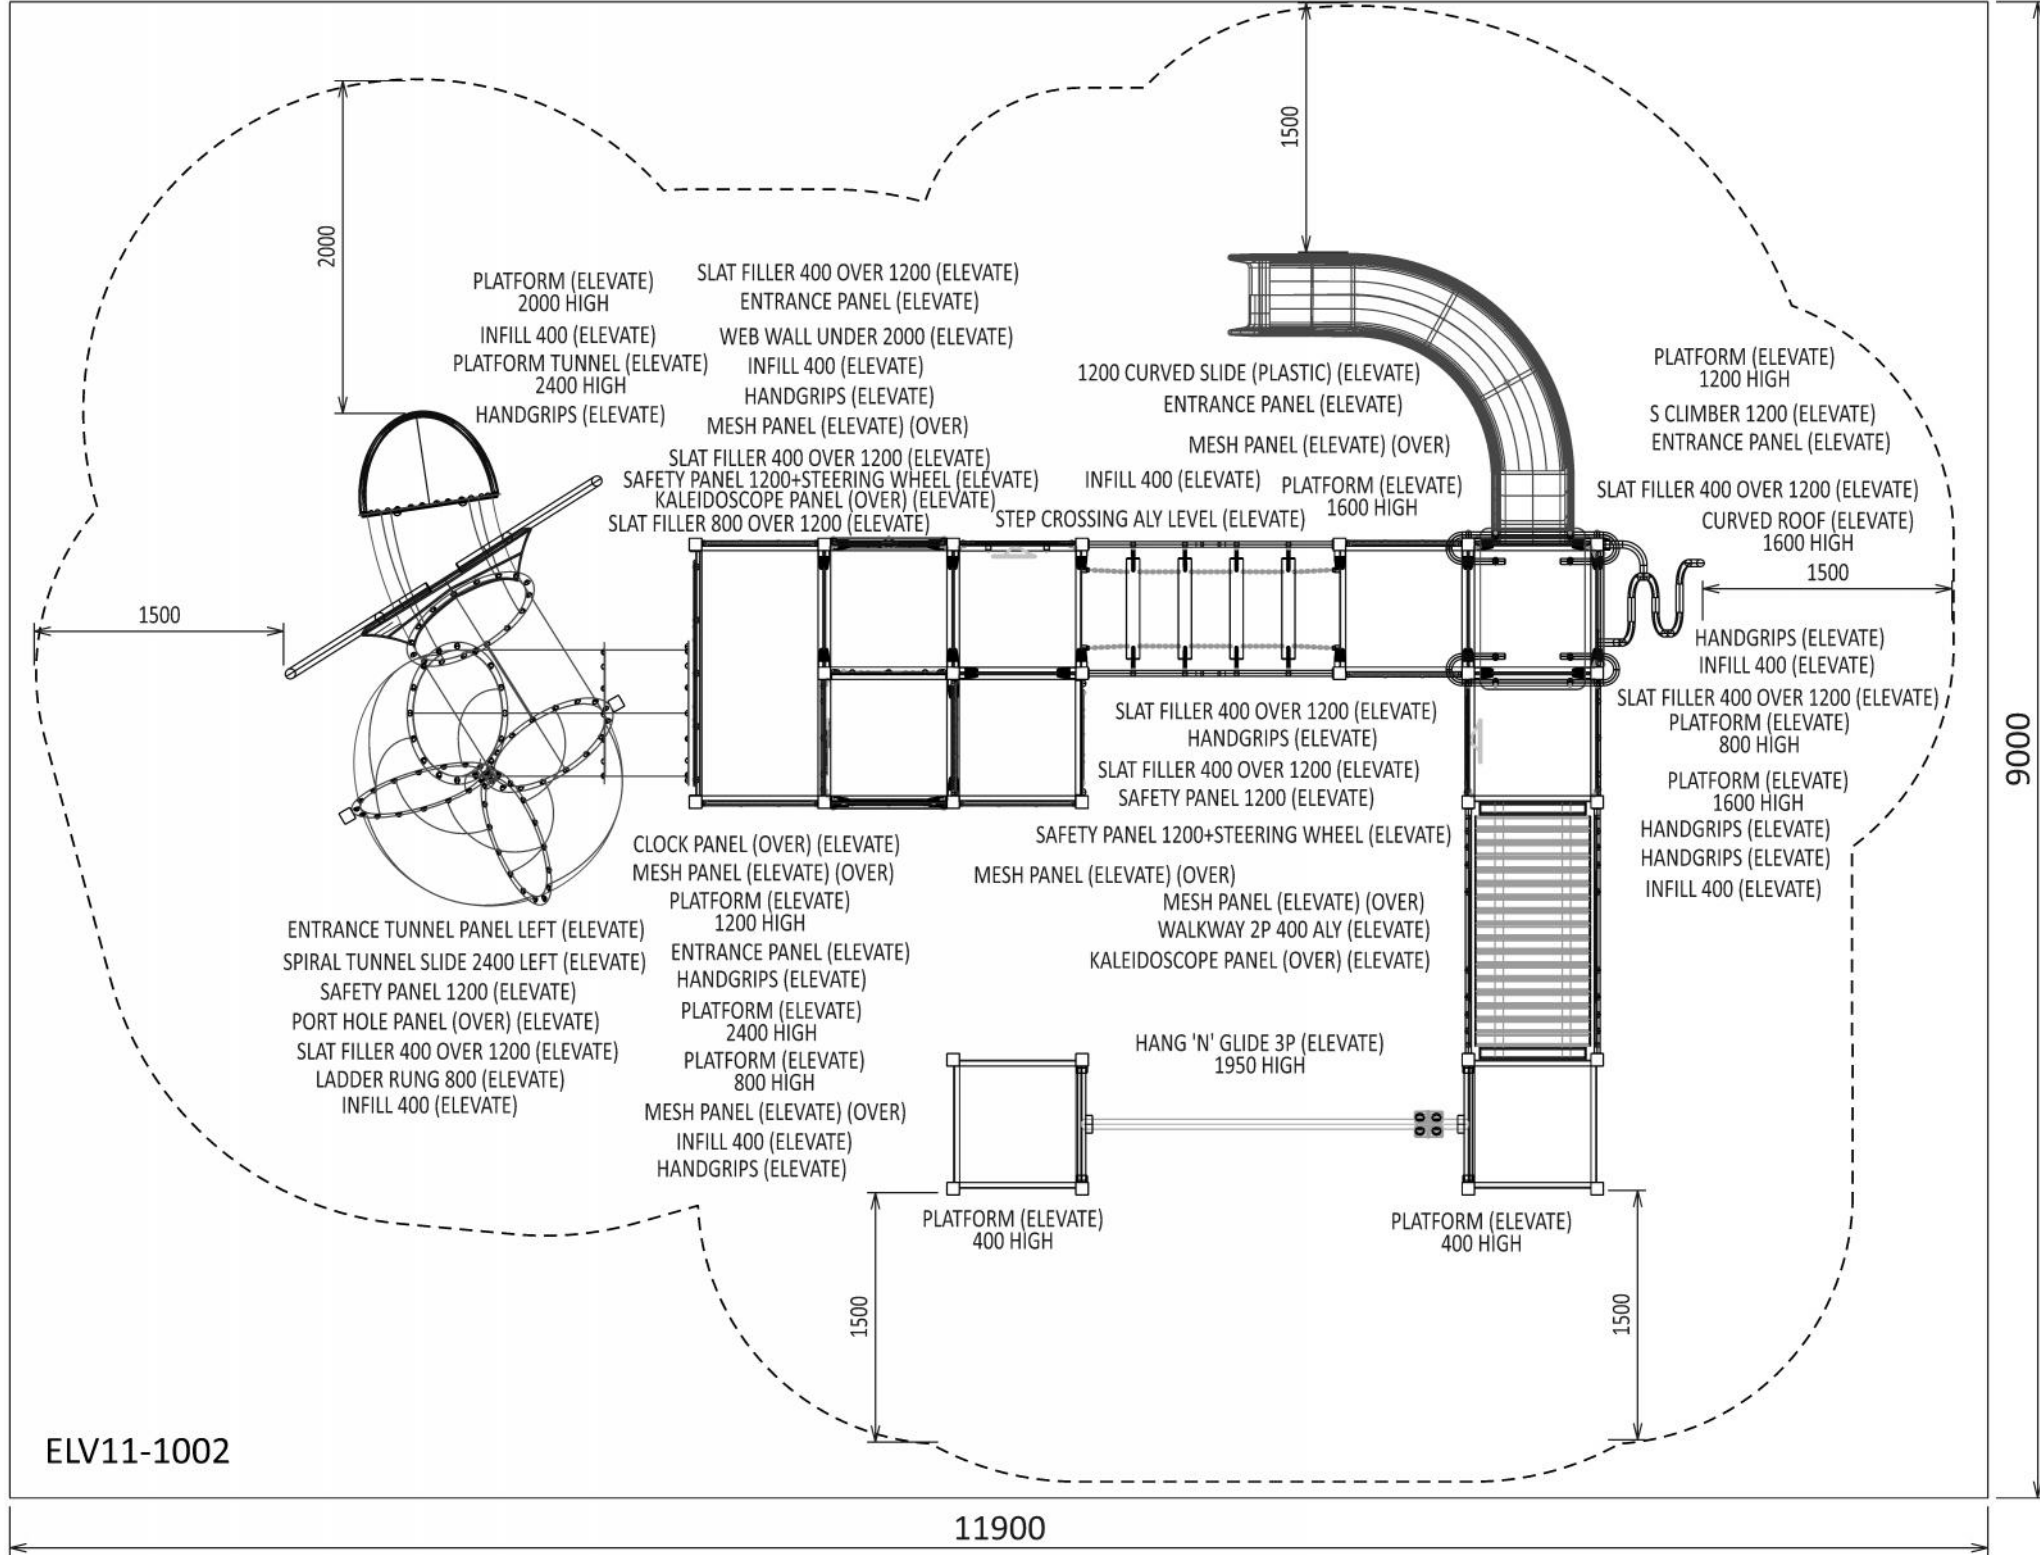 1500
2000
PLATFORM (ELEVATE)
2000 HIGH
INFILL 400 (ELEVATE)
PLATFORM TUNNEL (ELEVATE)
2400 HIGH
HANDGRIPS (ELEVATE)
SLAT FILLER 400 OVER 1200 (ELEVATE)
ENTRANCE PANEL (ELEVATE)
WEB WALL UNDER 2000 (ELEVATE)
INFILL 400 (ELEVATE)
HANDGRIPS (ELEVATE)
MESH PANEL (ELEVATE) (OVER)
SLAT FILLER 400 OVER 1200 (ELEVATE)
SAFETY PANEL 1200+STEERING WHEEL (ELEVATE)
KALEIDOSCOPE PANEL (OVER) (ELEVATE)
SLAT FILLER 800 OVER 1200 (ELEVATE)
1200 CURVED SLIDE (PLASTIC) (ELEVATE)
ENTRANCE PANEL (ELEVATE)
MESH PANEL (ELEVATE) (OVER)
INFILL 400 (ELEVATE)
PLATFORM (ELEVATE)
1600 HIGH
STEP CROSSING ALY LEVEL (ELEVATE)
PLATFORM (ELEVATE)
1200 HIGH
S CLIMBER 1200 (ELEVATE)
ENTRANCE PANEL (ELEVATE)
SLAT FILLER 400 OVER 1200 (ELEVATE)
CURVED ROOF (ELEVATE)
1600 HIGH
1500
1500
HANDGRIPS (ELEVATE)
INFILL 400 (ELEVATE)
SLAT FILLER 400 OVER 1200 (ELEVATE)
PLATFORM (ELEVATE)
800 HIGH
PLATFORM (ELEVATE)
1600 HIGH
HANDGRIPS (ELEVATE)
HANDGRIPS (ELEVATE)
INFILL 400 (ELEVATE)
9000
SLAT FILLER 400 OVER 1200 (ELEVATE)
HANDGRIPS (ELEVATE)
SLAT FILLER 400 OVER 1200 (ELEVATE)
SAFETY PANEL 1200 (ELEVATE)
SAFETY PANEL 1200+STEERING WHEEL (ELEVATE)
MESH PANEL (ELEVATE) (OVER)
MESH PANEL (ELEVATE) (OVER)
WALKWAY 2P 400 ALY (ELEVATE)
KALEIDOSCOPE PANEL (OVER) (ELEVATE)
CLOCK PANEL (OVER) (ELEVATE)
MESH PANEL (ELEVATE) (OVER)
PLATFORM (ELEVATE)
1200 HIGH
ENTRANCE PANEL (ELEVATE)
HANDGRIPS (ELEVATE)
PLATFORM (ELEVATE)
2400 HIGH
PLATFORM (ELEVATE)
800 HIGH
MESH PANEL (ELEVATE) (OVER)
INFILL 400 (ELEVATE)
HANDGRIPS (ELEVATE)
ENTRANCE TUNNEL PANEL LEFT (ELEVATE)
SPIRAL TUNNEL SLIDE 2400 LEFT (ELEVATE)
SAFETY PANEL 1200 (ELEVATE)
PORT HOLE PANEL (OVER) (ELEVATE)
SLAT FILLER 400 OVER 1200 (ELEVATE)
LADDER RUNG 800 (ELEVATE)
INFILL 400 (ELEVATE)
HANG 'N' GLIDE 3P (ELEVATE)
1950 HIGH
PLATFORM (ELEVATE)
400 HIGH
PLATFORM (ELEVATE)
400 HIGH
1500
1500
ELV11-1002
11900